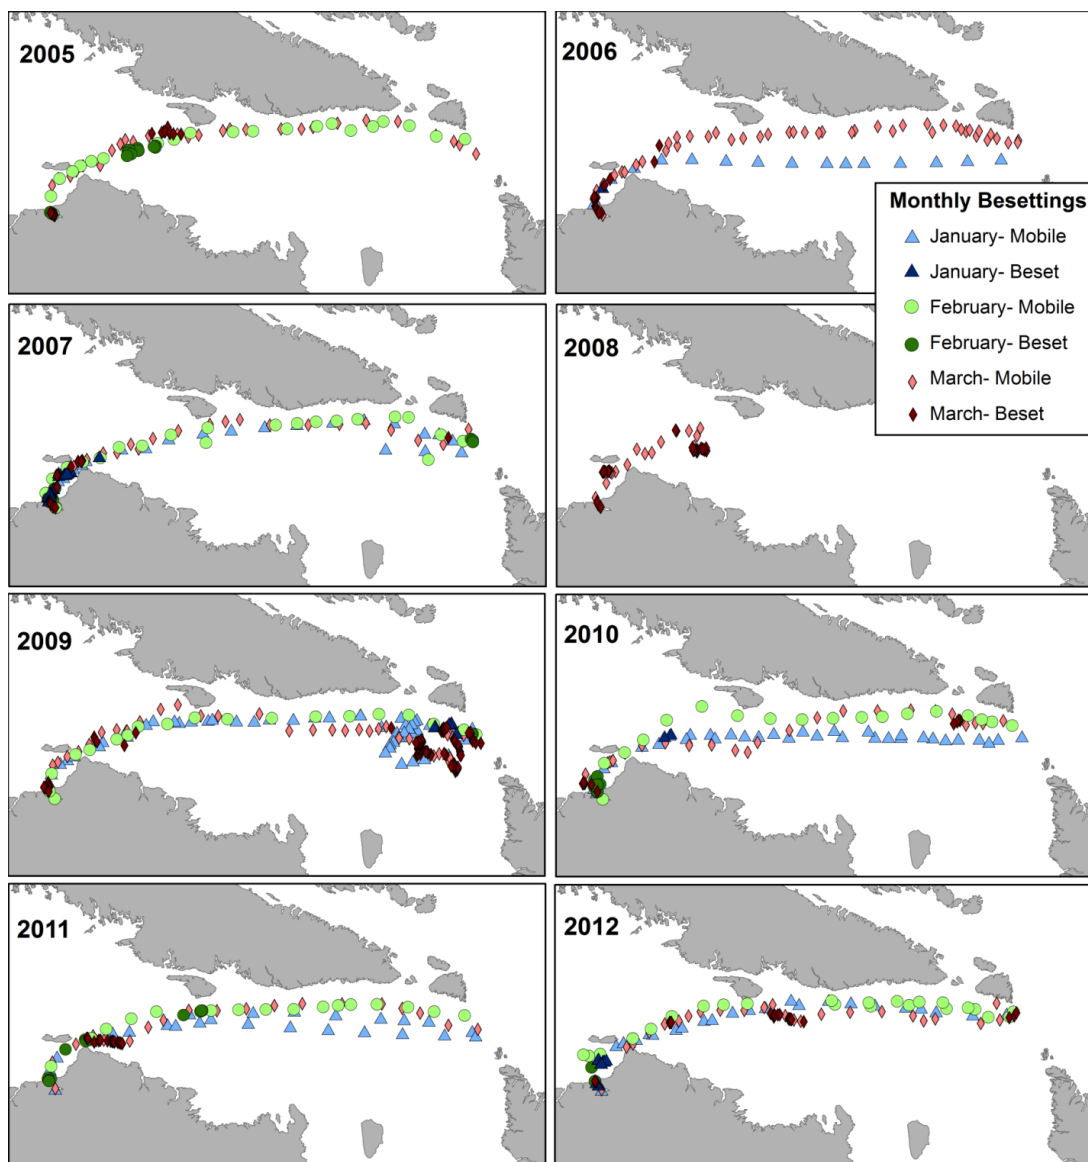 2005
2006
Monthly Besettings
January- Mobile
January- Beset
February- Mobile
February- Beset
March- Mobile
March- Beset
2007
2008
2009
2010
2011
2012